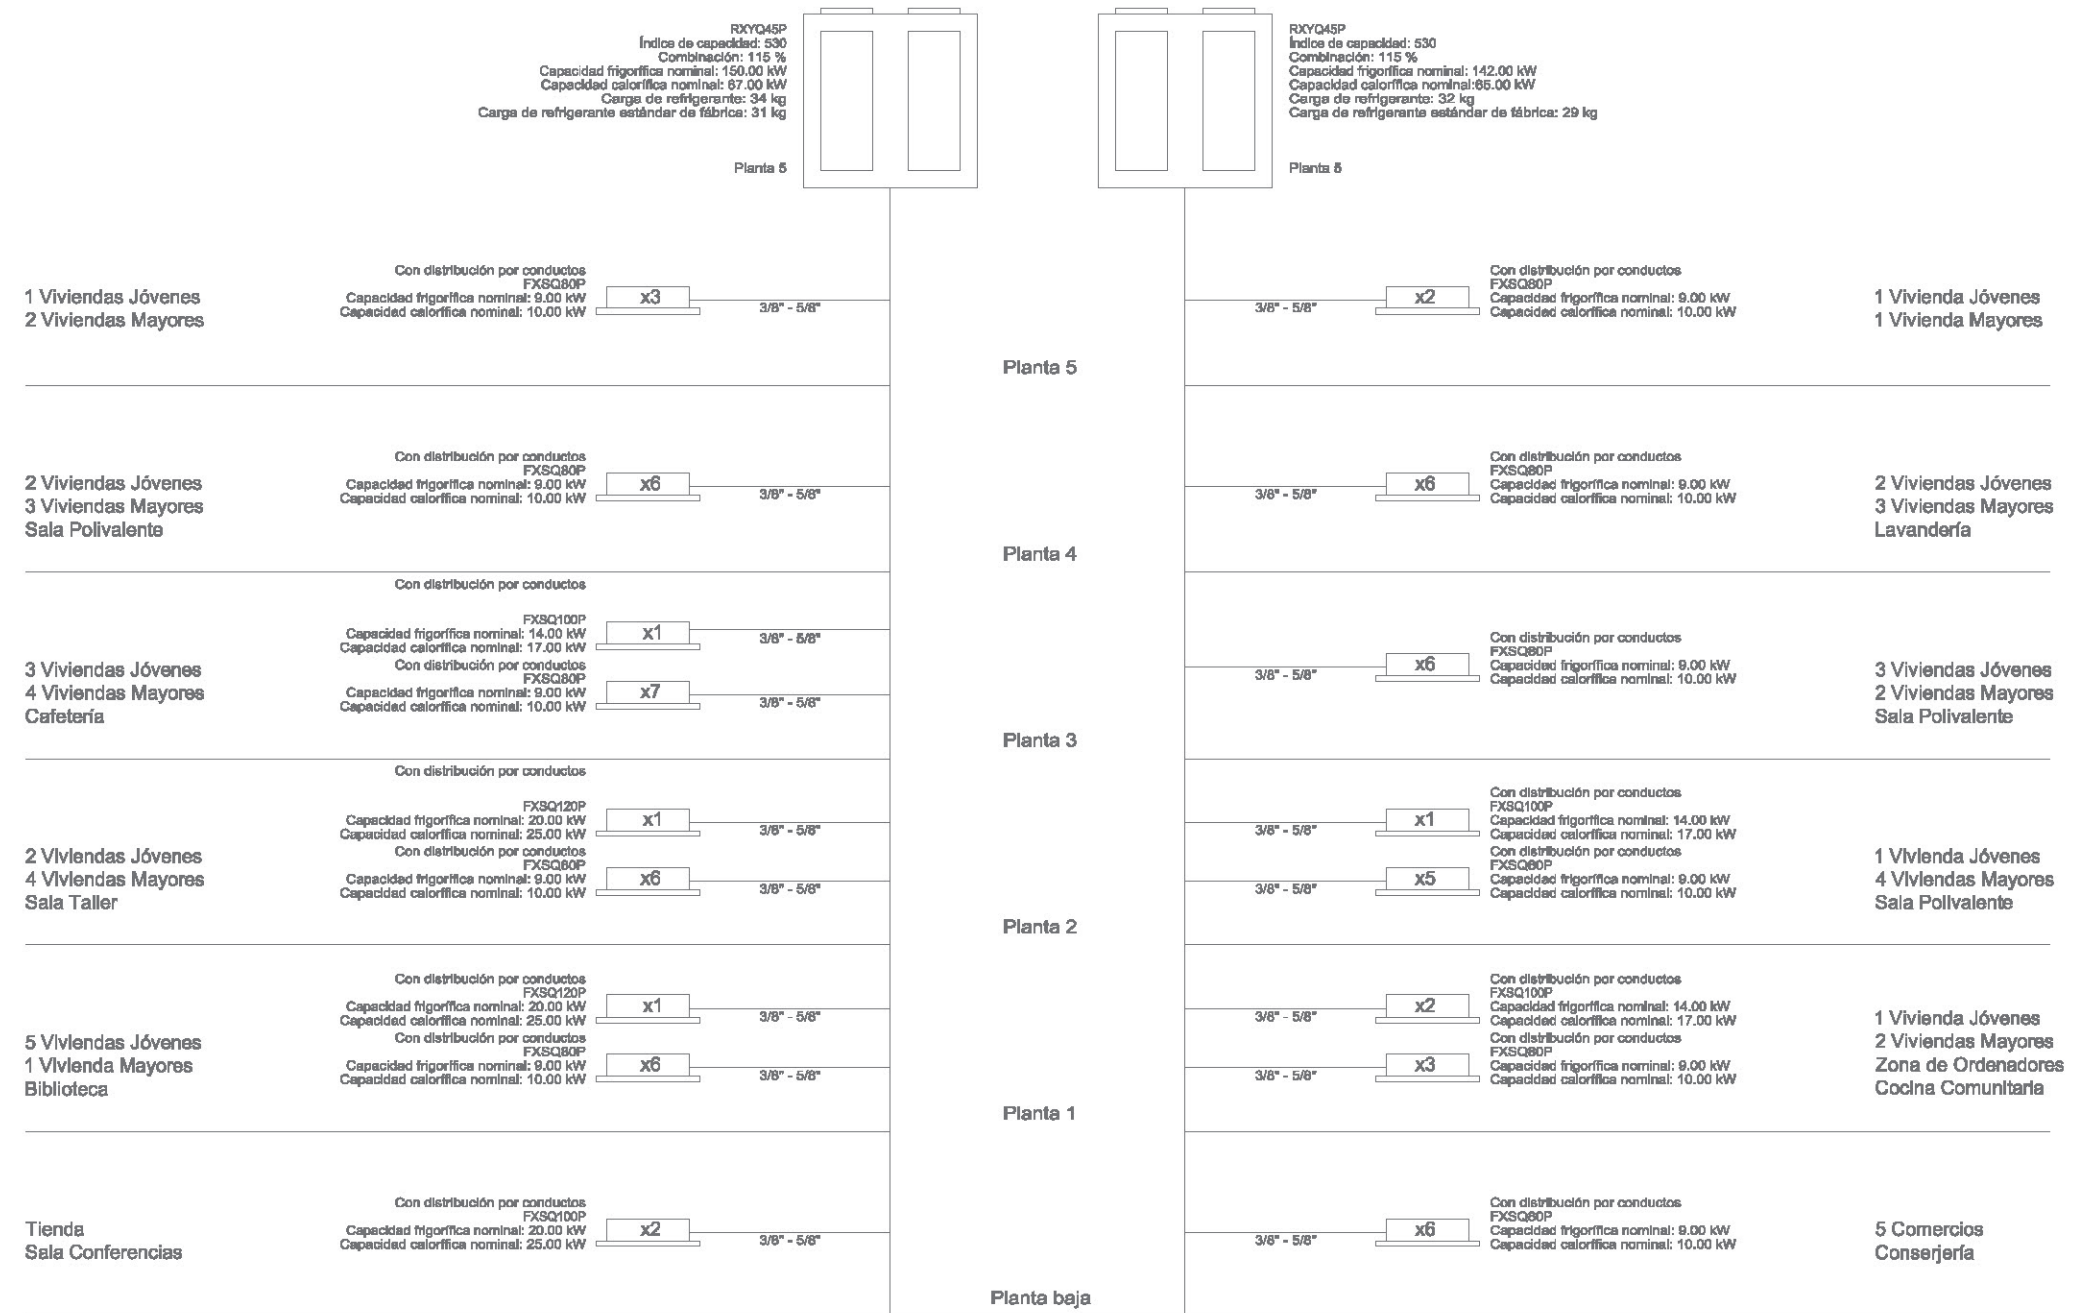 RXYQ45P
Índice de capacidad: 530
Combinación: 115 %
Capacidad frigorífica nominal: 150.00 kW
Capacidad calorífica nominal: 67.00 kW
Carga de refrigerante: 34 kg
Carga de refrigerante estándar de fábrica: 31 kg
Planta 5
RXYQ45P
Índice de capacidad: 530
Combinación: 115 %
Capacidad frigorífica nominal: 142.00 kW
Capacidad calorífica nominal:65.00 kW
Carga de refrigerante: 32 kg
Carga de refrigerante estándar de fábrica: 29 kg
Planta 5
1 Viviendas Jóvenes
2 Viviendas Mayores
Con distribución por conductos
FXSQ80P
Capacidad frigorífica nominal: 9.00 kW
Capacidad calorífica nominal: 10.00 kW
x3
3/8" - 5/8"
Planta 5
3/8" - 5/8"
x2
Con distribución por conductos
FXSQ80P
Capacidad frigorífica nominal: 9.00 kW
Capacidad calorífica nominal: 10.00 kW
1 Vivienda Jóvenes
1 Vivienda Mayores
2 Viviendas Jóvenes
3 Viviendas Mayores
Sala Polivalente
Con distribución por conductos
FXSQ80P
Capacidad frigorífica nominal: 9.00 kW
Capacidad calorífica nominal: 10.00 kW
x6
3/8" - 5/8"
Planta 4
3/8" - 5/8"
x6
Con distribución por conductos
FXSQ80P
Capacidad frigorífica nominal: 9.00 kW
Capacidad calorífica nominal: 10.00 kW
2 Viviendas Jóvenes
3 Viviendas Mayores
Lavandería
3 Viviendas Jóvenes
4 Viviendas Mayores
Cafetería
Con distribución por conductos
FXSQ100P
Capacidad frigorífica nominal: 14.00 kW
Capacidad calorífica nominal: 17.00 kW
x1
3/8" - 5/8"
Con distribución por conductos
FXSQ80P
Capacidad frigorífica nominal: 9.00 kW
Capacidad calorífica nominal: 10.00 kW
x7
3/8" - 5/8"
Planta 3
3/8" - 5/8"
x6
Con distribución por conductos
FXSQ80P
Capacidad frigorífica nominal: 9.00 kW
Capacidad calorífica nominal: 10.00 kW
3 Viviendas Jóvenes
2 Viviendas Mayores
Sala Polivalente
2 Viviendas Jóvenes
4 Viviendas Mayores
Sala Taller
Con distribución por conductos
FXSQ120P
Capacidad frigorífica nominal: 20.00 kW
Capacidad calorífica nominal: 25.00 kW
x1
3/8" - 5/8"
Con distribución por conductos
FXSQ80P
Capacidad frigorífica nominal: 9.00 kW
Capacidad calorífica nominal: 10.00 kW
x6
3/8" - 5/8"
Planta 2
3/8" - 5/8"
x1
Con distribución por conductos
FXSQ100P
Capacidad frigorífica nominal: 14.00 kW
Capacidad calorífica nominal: 17.00 kW
3/8" - 5/8"
x5
Con distribución por conductos
FXSQ80P
Capacidad frigorífica nominal: 9.00 kW
Capacidad calorífica nominal: 10.00 kW
1 Vivienda Jóvenes
4 Viviendas Mayores
Sala Polivalente
5 Viviendas Jóvenes
1 Vivienda Mayores
Biblioteca
Con distribución por conductos
FXSQ120P
Capacidad frigorífica nominal: 20.00 kW
Capacidad calorífica nominal: 25.00 kW
x1
3/8" - 5/8"
Con distribución por conductos
FXSQ80P
Capacidad frigorífica nominal: 9.00 kW
Capacidad calorífica nominal: 10.00 kW
x6
3/8" - 5/8"
Planta 1
3/8" - 5/8"
x2
Con distribución por conductos
FXSQ100P
Capacidad frigorífica nominal: 14.00 kW
Capacidad calorífica nominal: 17.00 kW
3/8" - 5/8"
x3
Con distribución por conductos
FXSQ80P
Capacidad frigorífica nominal: 9.00 kW
Capacidad calorífica nominal: 10.00 kW
1 Vivienda Jóvenes
2 Viviendas Mayores
Zona de Ordenadores
Cocina Comunitaria
Tienda
Sala Conferencias
Con distribución por conductos
FXSQ100P
Capacidad frigorífica nominal: 20.00 kW
Capacidad calorífica nominal: 25.00 kW
x2
3/8" - 5/8"
Planta baja
3/8" - 5/8"
x6
Con distribución por conductos
FXSQ80P
Capacidad frigorífica nominal: 9.00 kW
Capacidad calorífica nominal: 10.00 kW
5 Comercios
Conserjería